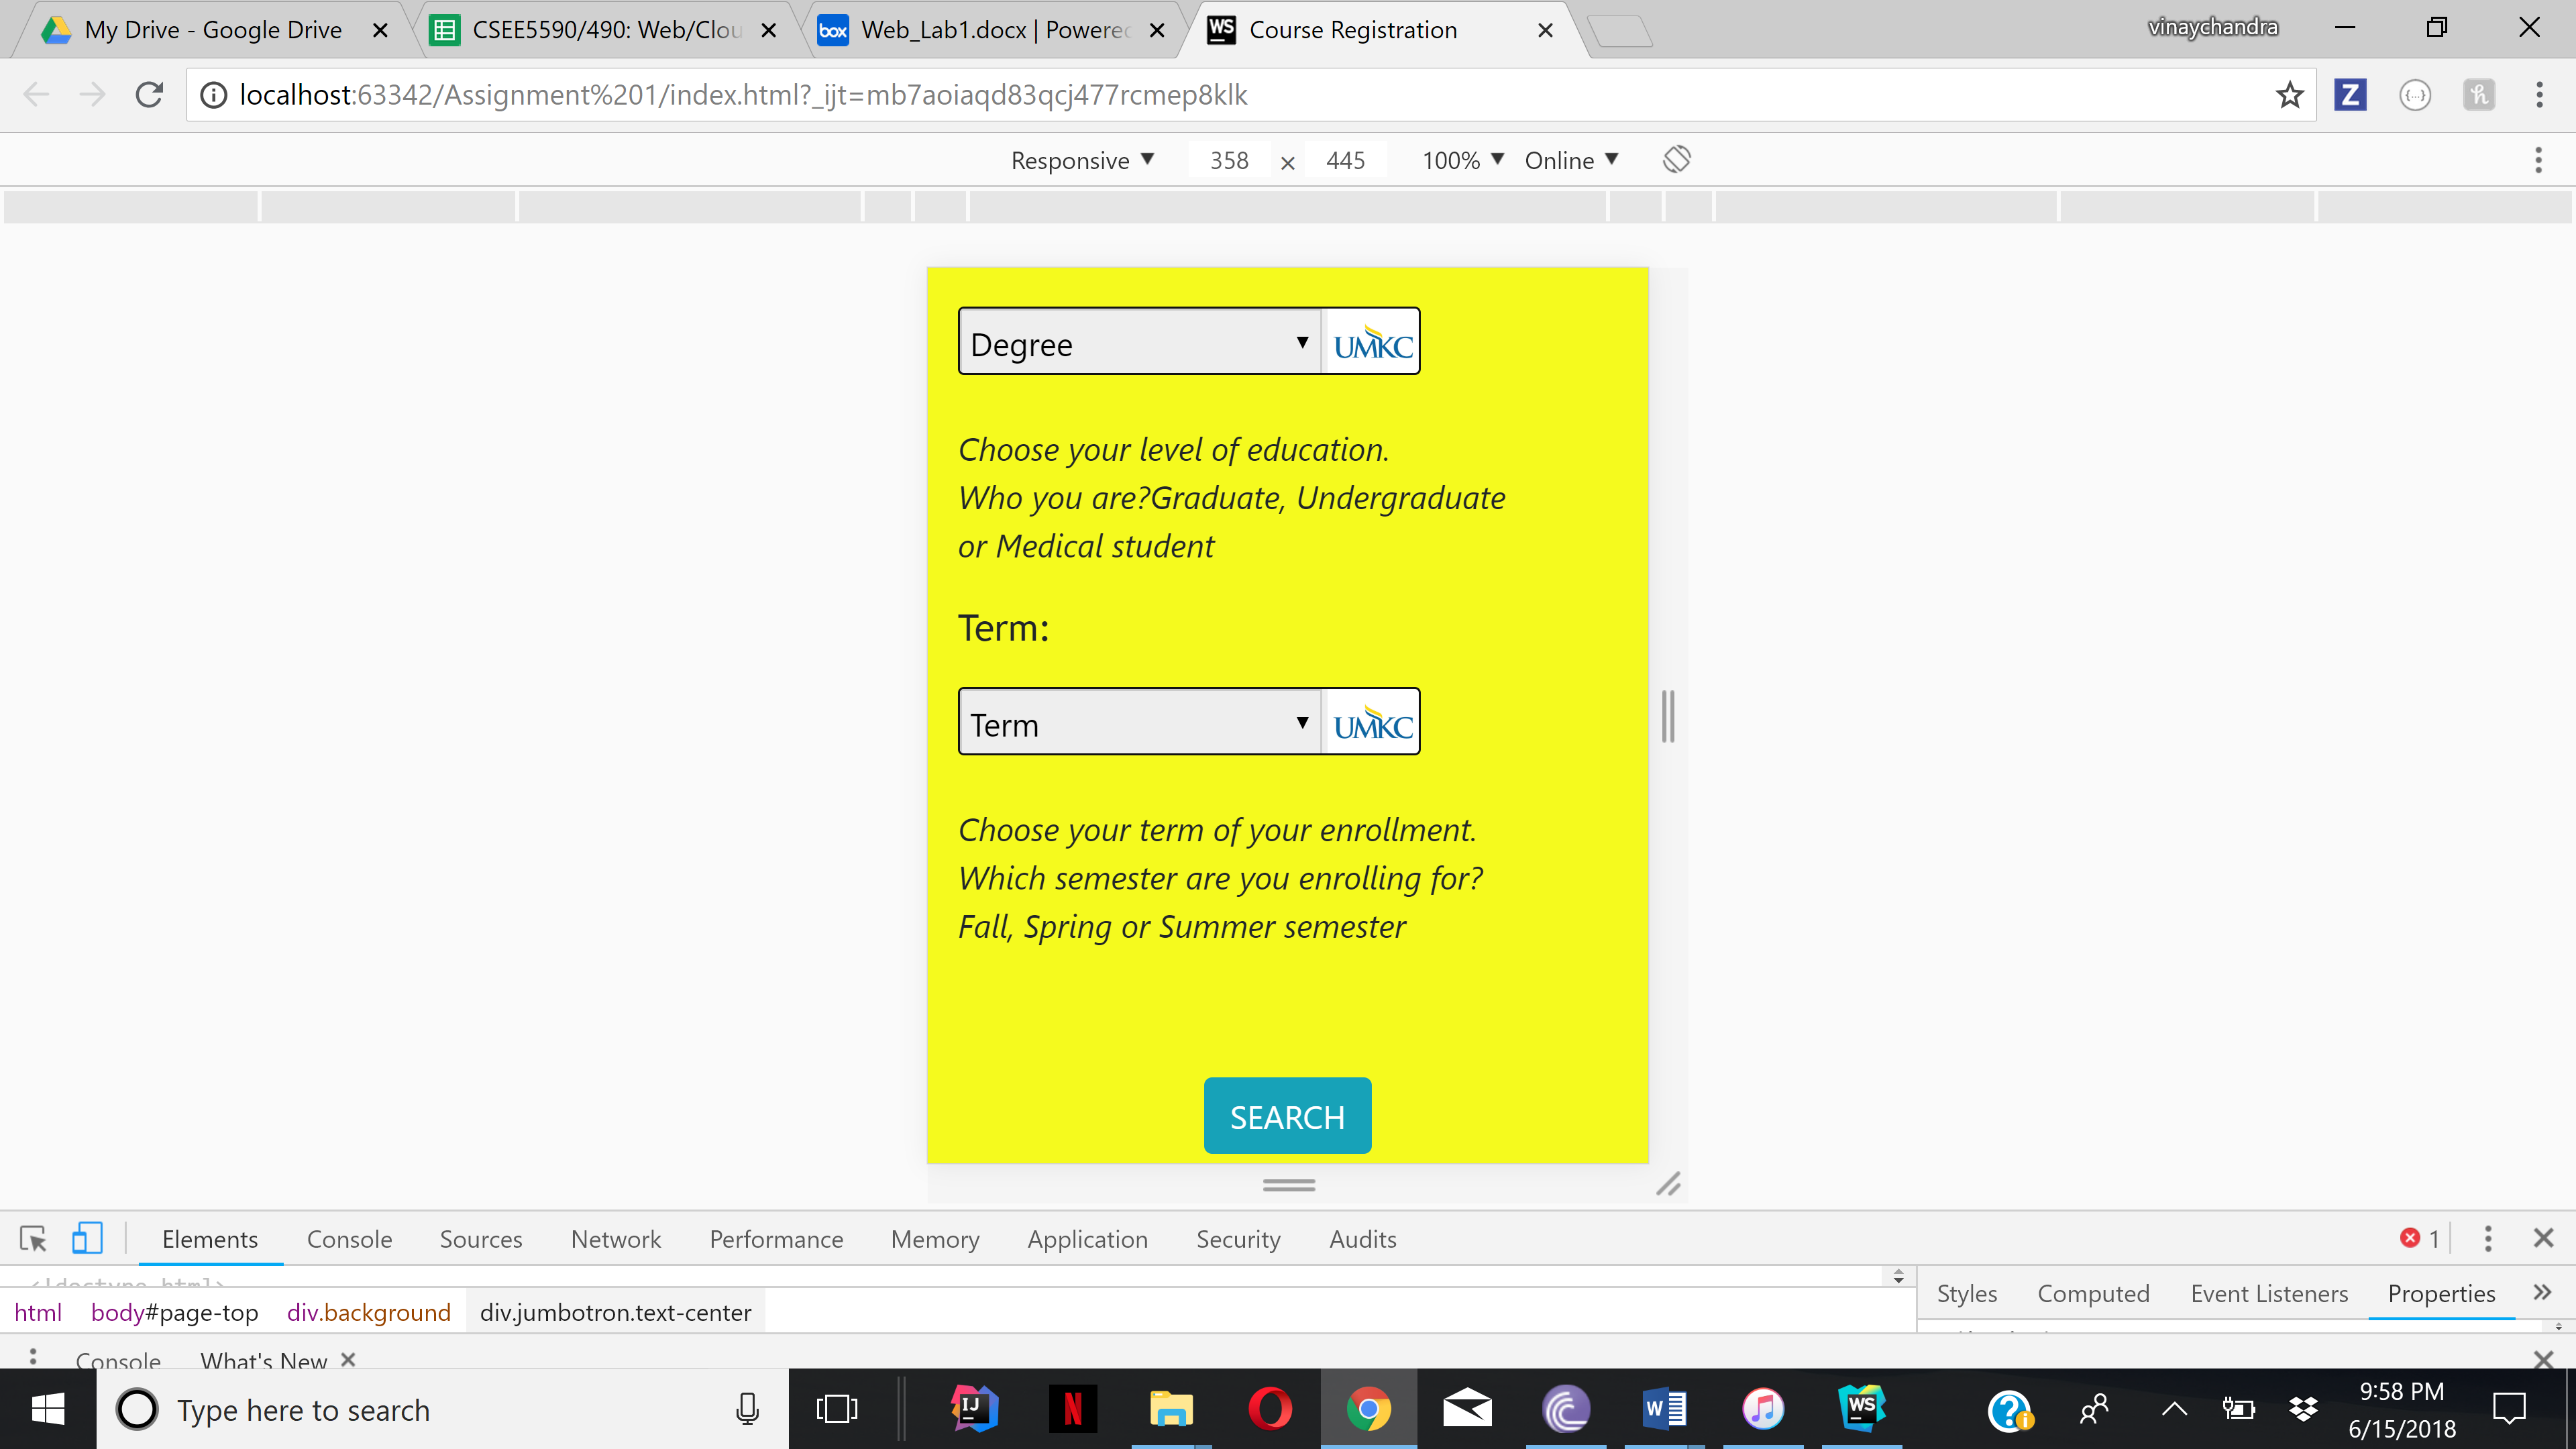 My Drive - Google Drive
CSEE5590/490: Web/Clou
Web_Lab1.docx | Powered
WS Course Registration
vinaychandra
localhost:63342/Assignment%201/index.html?_ijt=mb7aoiaqd83qcj477rcmep8klk
Responsive 358 × 445 100% Online
Degree UMKC
Choose your level of education.
Who you are?Graduate, Undergraduate
or Medical student
Term:
Term UMKC
Choose your term of your enrollment.
Which semester are you enrolling for?
Fall, Spring or Summer semester
SEARCH
Elements Console Sources Network Performance Memory Application Security Audits 1
<!doctype html>
Styles Computed Event Listeners Properties
html body#page-top div.background div.jumbotron.text-center
Console What's New
Type here to search
9:58 PM
6/15/2018